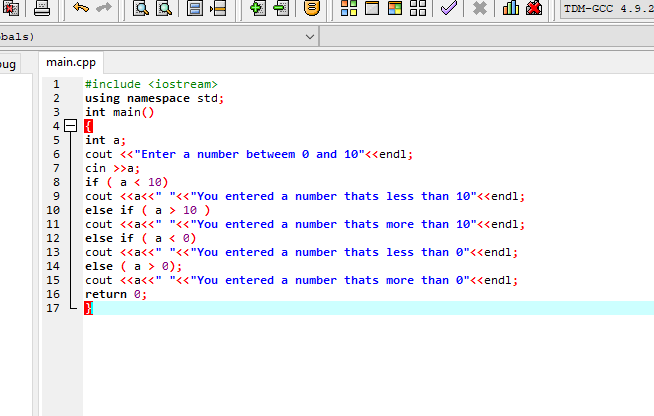 TDM-GCC 4.9.2
bals)
bug
main.cpp
1 #include <iostream>
2 using namespace std;
3 int main()
4 {
5 int a;
6 cout <<"Enter a number betweem 0 and 10"<<endl;
7 cin >>a;
8 if ( a < 10)
9 cout <<a<<" "<<"You entered a number thats less than 10"<<endl;
10 else if ( a > 10 )
11 cout <<a<<" "<<"You entered a number thats more than 10"<<endl;
12 else if ( a < 0)
13 cout <<a<<" "<<"You entered a number thats less than 0"<<endl;
14 else ( a > 0);
15 cout <<a<<" "<<"You entered a number thats more than 0"<<endl;
16 return 0;
17 }